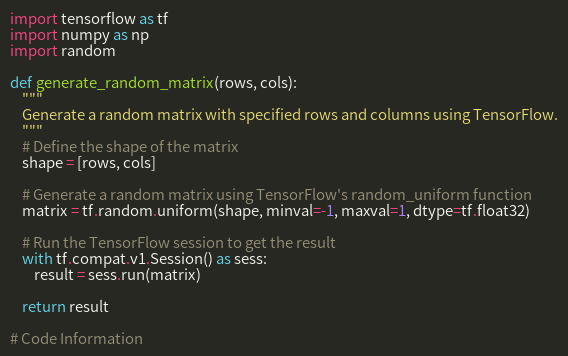 import tensorflow as tf
import numpy as np
import random

def generate_random_matrix(rows, cols):
    """
    Generate a random matrix with specified rows and columns using TensorFlow.
    """
    # Define the shape of the matrix
    shape = [rows, cols]

    # Generate a random matrix using TensorFlow's random_uniform function
    matrix = tf.random.uniform(shape, minval=-1, maxval=1, dtype=tf.float32)

    # Run the TensorFlow session to get the result
    with tf.compat.v1.Session() as sess:
        result = sess.run(matrix)

    return result

# Code Information